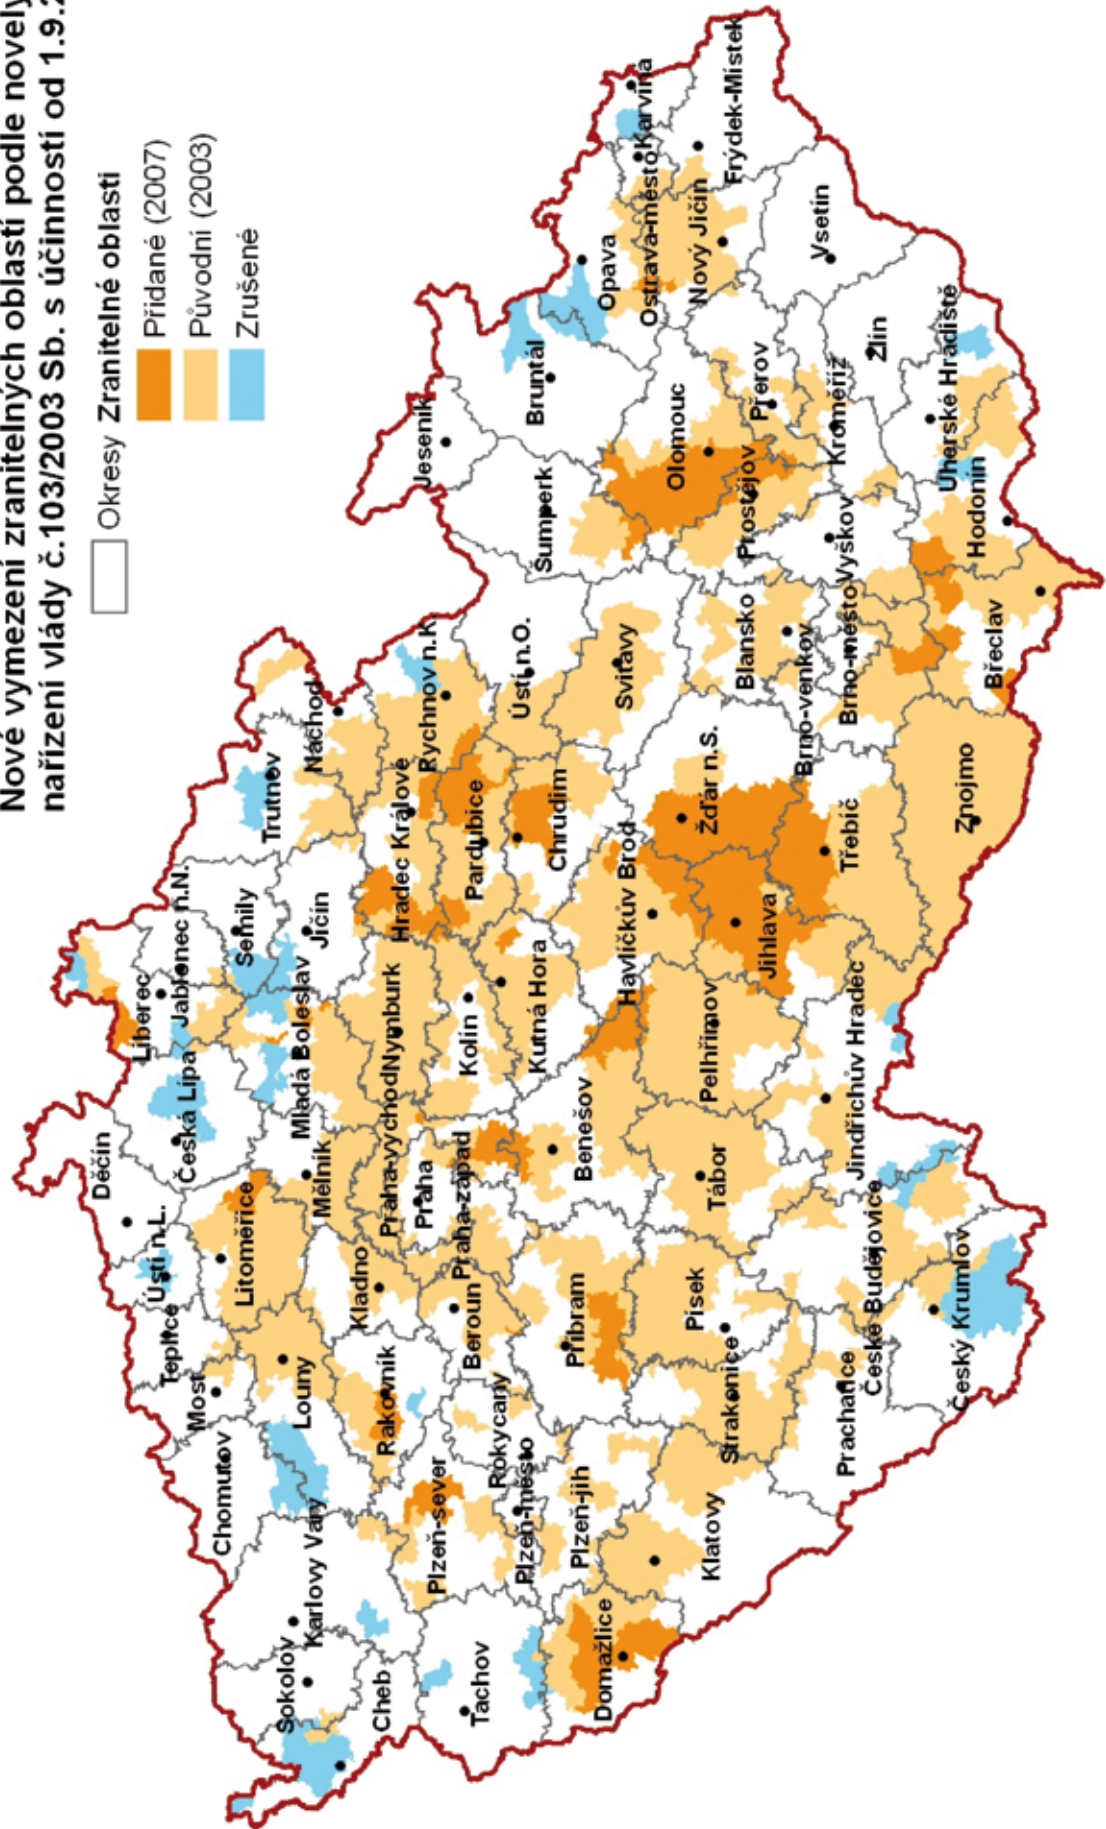 Nové vymezení zranitelných oblastí podle novely
nařízení vlády č.103/2003 Sb. s účinností od 1.9.2
Okresy
Zranitelné oblasti
Přidané (2007)
Původní (2003)
Zrušené
Děčín
Liberec
Ústí n.L.
Teplice
Česká Lípa
Jablonec n.N.
Most
Chomutov
Litoměřice
Semily
Trutnov
Sokolov
Karlovy Vary
Louny
Mělník
Mladá Boleslav
Jičín
Náchod
Cheb
Rakovník
Kladno
Praha-východ
Nymburk
Hradec Králové
Rychnov n.K.
Jeseník
Praha
Plzeň-sever
Praha-západ
Beroun
Kolín
Pardubice
Tachov
Rokycany
Plzeň-město
Kutná Hora
Ústí n.O.
Chrudim
Šumperk
Bruntál
Opava
Plzeň-jih
Příbram
Benešov
Domažlice
Havlíčkův Brod
Svitavy
Ostrava-město
Karviná
Olomouc
Nový Jičín
Frýdek-Místek
Klatovy
Písek
Strakonice
Tábor
Pelhřimov
Žďár n.S.
Blansko
Prostějov
Přerov
Jihlava
Vsetín
Brno-venkov
Kroměříž
Prachatice
České Budějovice
Jindřichův Hradec
Třebíč
Brno-město
Vyškov
Zlín
Český Krumlov
Znojmo
Břeclav
Hodonín
Uherské Hradiště